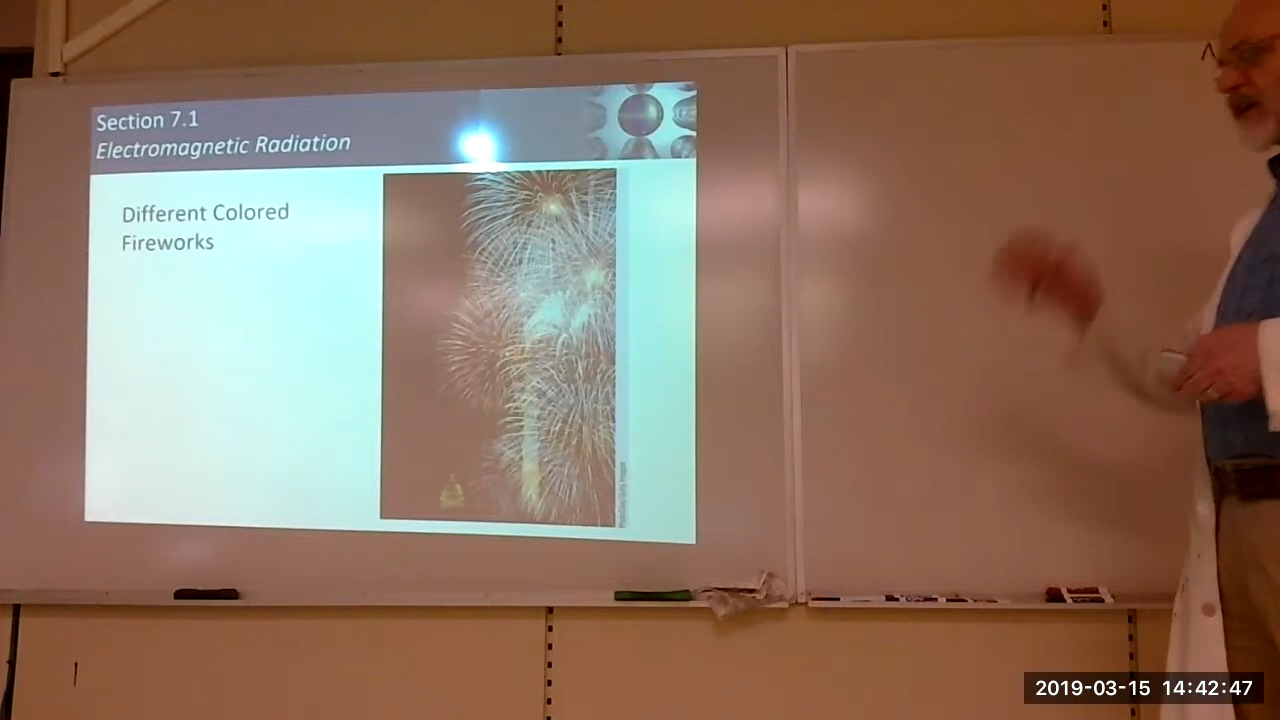 Section 7.1
Electromagnetic Radiation
Different Colored
Fireworks
2019-03-15 14:42:47